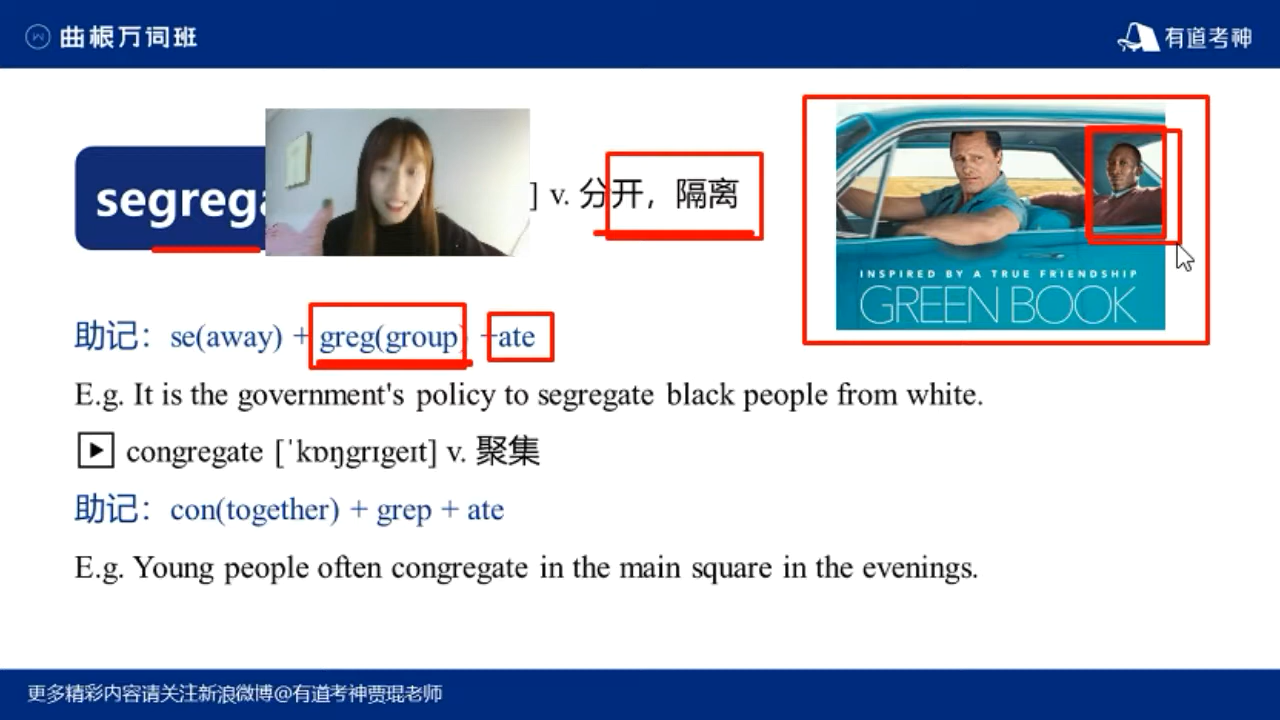 曲根万词班
有道考神
segrega
] v. 分开，隔离
INSPIRED BY A TRUE FRIENDSHIP
GREEN BOOK
助记：se(away) + greg(group) +ate
E.g. It is the government's policy to segregate black people from white.
congregate [ˈkɒŋgrɪgeɪt] v. 聚集
助记：con(together) + grep + ate
E.g. Young people often congregate in the main square in the evenings.
更多精彩内容请关注新浪微博@有道考神贾琨老师